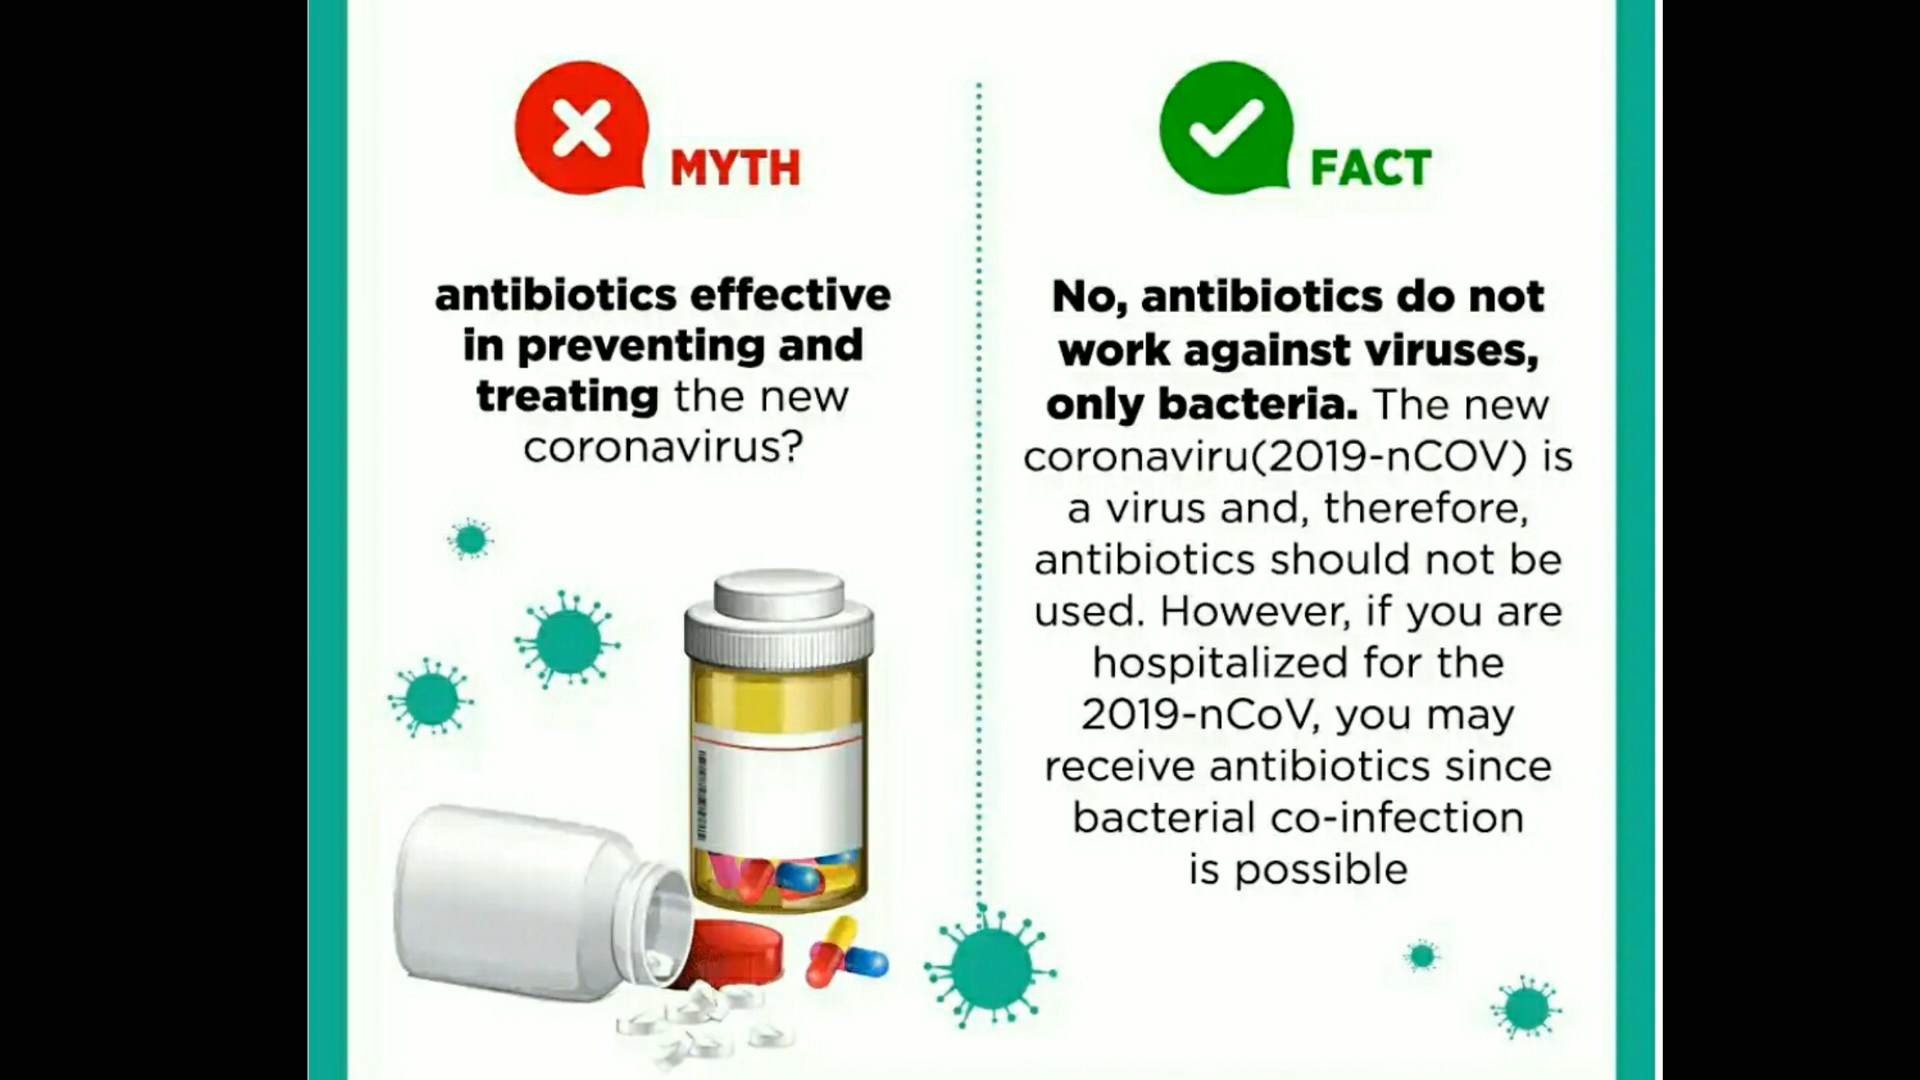 MYTH
antibiotics effective
in preventing and
treating the new
coronavirus?
FACT
No, antibiotics do not
work against viruses,
only bacteria. The new
coronaviru(2019-nCOV) is
a virus and, therefore,
antibiotics should not be
used. However, if you are
hospitalized for the
2019-nCoV, you may
receive antibiotics since
bacterial co-infection
is possible